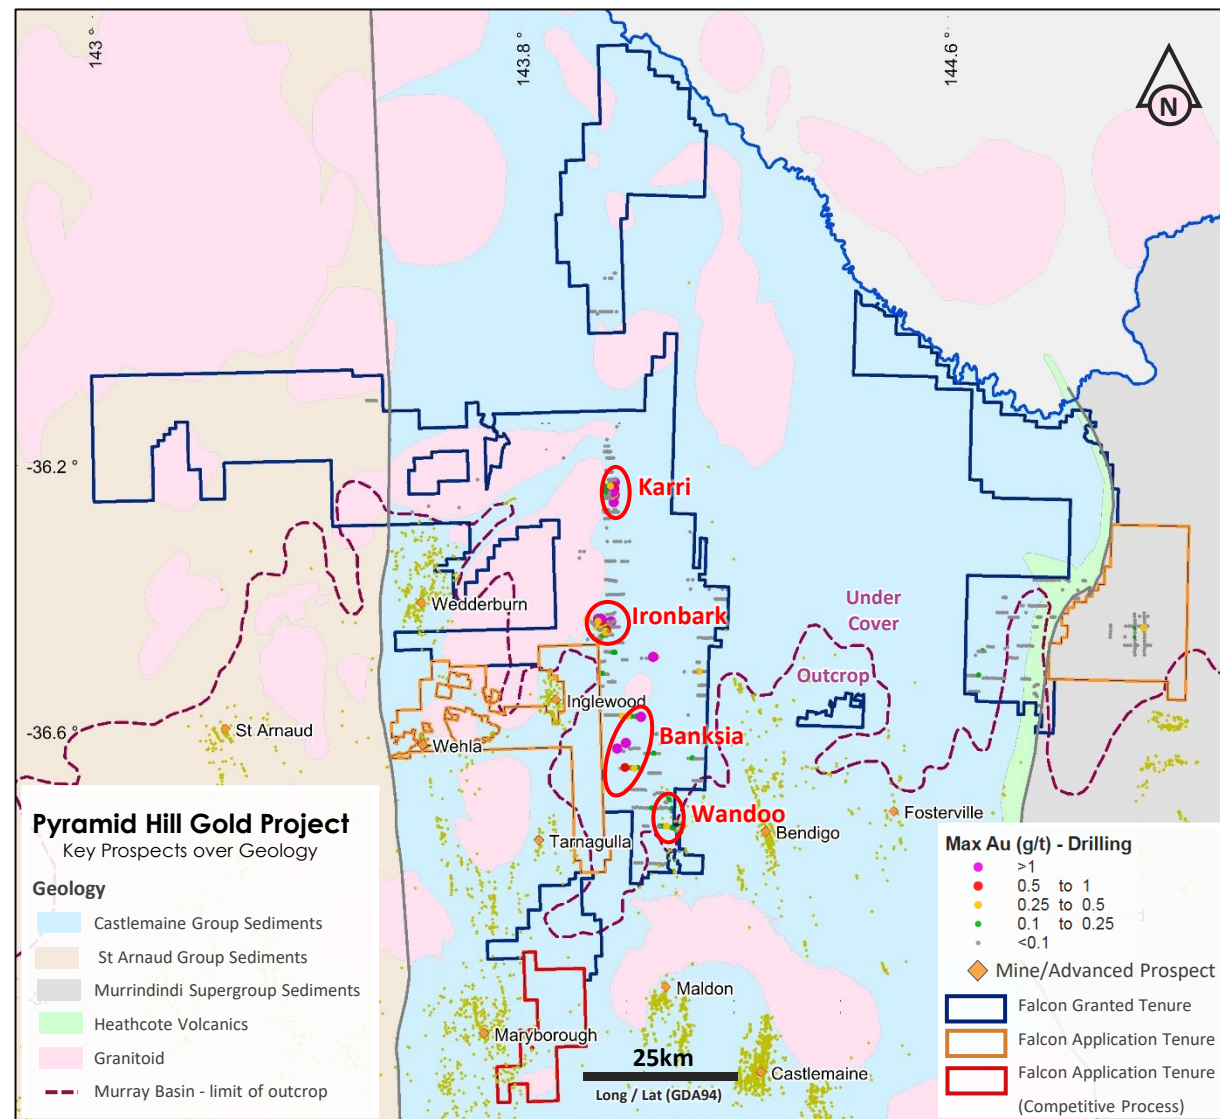 143 °
143.8 °
144.6 °
N
-36.2 °
Karri
Wedderburn
Ironbark
Under
Cover
Outcrop
Inglewood
-36.6 °
St Arnaud
Wehla
Banksia
Wandoo
Fosterville
Bendigo
Tarnagulla
Maldon
Maryborough
Castlemaine
25km
Long / Lat (GDA94)
Pyramid Hill Gold Project
Key Prospects over Geology
Geology
Castlemaine Group Sediments
St Arnaud Group Sediments
Murrindindi Supergroup Sediments
Heathcote Volcanics
Granitoid
Murray Basin - limit of outcrop
Max Au (g/t) - Drilling
>1
0.5 to 1
0.25 to 0.5
0.1 to 0.25
<0.1
Mine/Advanced Prospect
Falcon Granted Tenure
Falcon Application Tenure
Falcon Application Tenure
(Competitive Process)